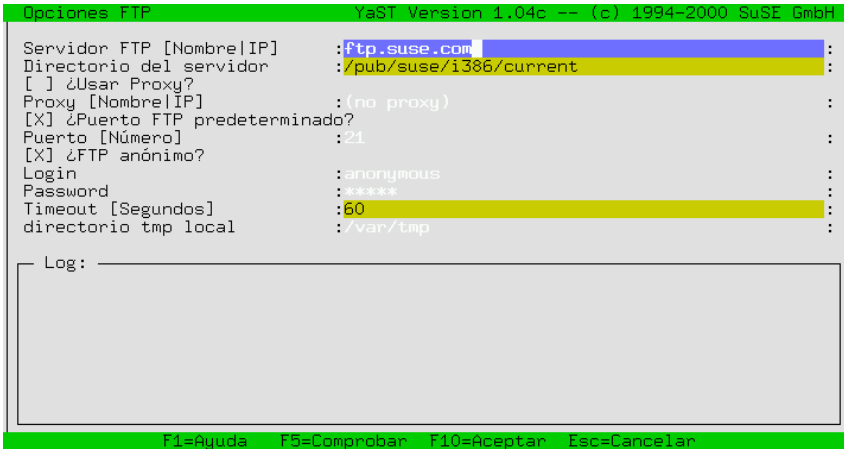 Opciones FTP YaST Version 1.04c -- (c) 1994-2000 SuSE GmbH
Servidor FTP [Nombre|IP] :ftp.suse.com :
Directorio del servidor :/pub/suse/i386/current :
[ ] ¿Usar Proxy?
Proxy [Nombre|IP] :(no proxy) :
[X] ¿Puerto FTP predeterminado?
Puerto [Número] :21 :
[X] ¿FTP anónimo?
Login :anonymous :
Password :***** :
Timeout [Segundos] :60 :
directorio tmp local :/var/tmp :
Log:
F1=Ayuda F5=Comprobar F10=Aceptar Esc=Cancelar